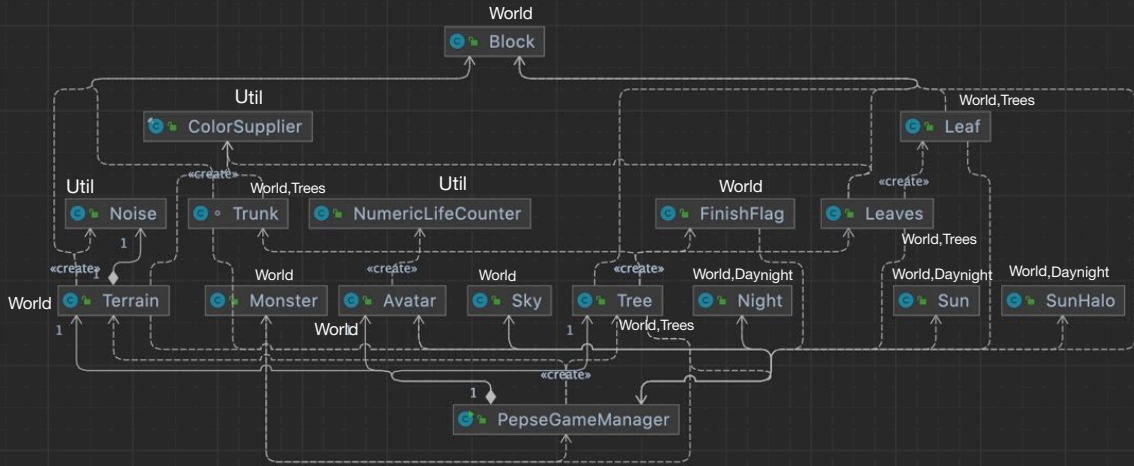 World
Block
Util
ColorSupplier
World,Trees
Leaf
«create»
«create»
Util
World,Trees
Util
World
Noise
Trunk
NumericLifeCounter
FinishFlag
Leaves
1
World,Trees
«create»
1
«create»
«create»
World
World
World,Daynight
World,Daynight
World,Daynight
World
Terrain
Monster
Avatar
Sky
Tree
Night
Sun
SunHalo
1
World
1
World,Trees
«create»
1
PepseGameManager